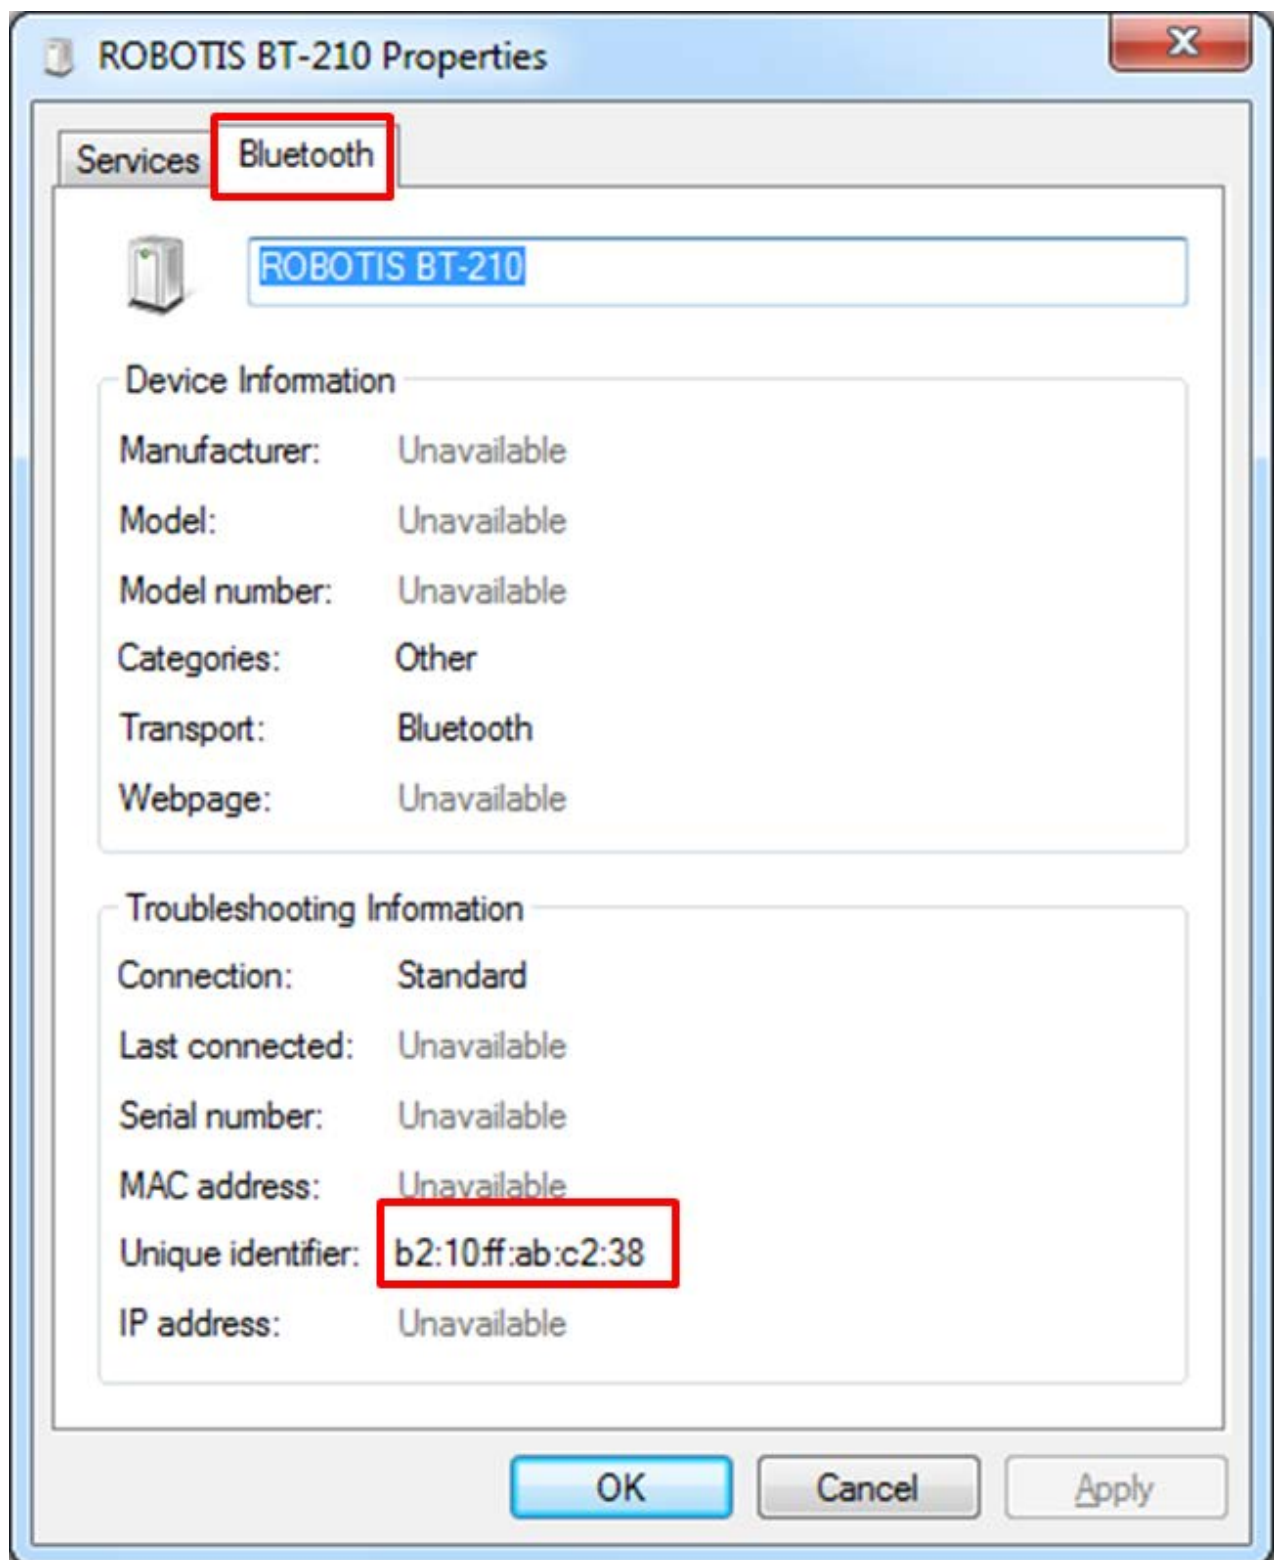 ROBOTIS BT-210 Properties
Services Bluetooth
ROBOTIS BT-210
Device Information
Manufacturer: Unavailable
Model: Unavailable
Model number: Unavailable
Categories: Other
Transport: Bluetooth
Webpage: Unavailable
Troubleshooting Information
Connection: Standard
Last connected: Unavailable
Serial number: Unavailable
MAC address: Unavailable
Unique identifier: b2:10:ff:ab:c2:38
IP address: Unavailable
OK Cancel Apply